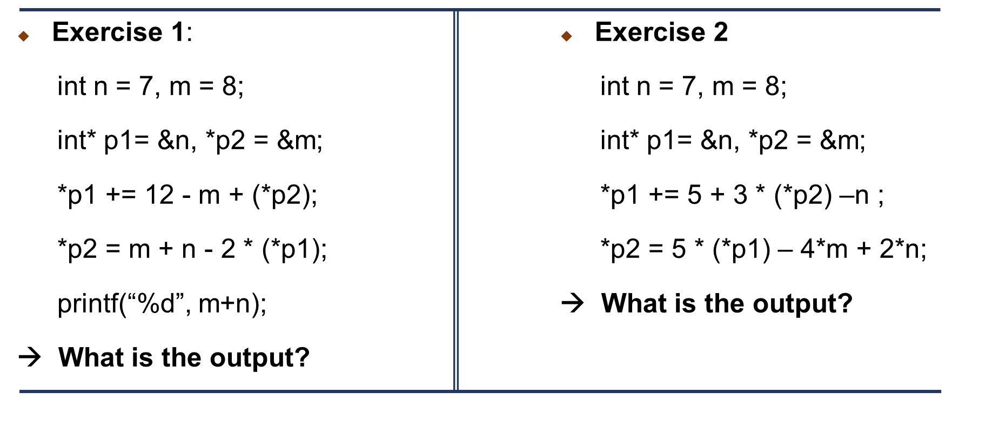 Exercise 1:
int n = 7, m = 8;
int* p1= &n, *p2 = &m;
*p1 += 12 - m + (*p2);
*p2 = m + n - 2 * (*p1);
printf(“%d”, m+n);
→ What is the output?
Exercise 2
int n = 7, m = 8;
int* p1= &n, *p2 = &m;
*p1 += 5 + 3 * (*p2) –n ;
*p2 = 5 * (*p1) – 4*m + 2*n;
→ What is the output?